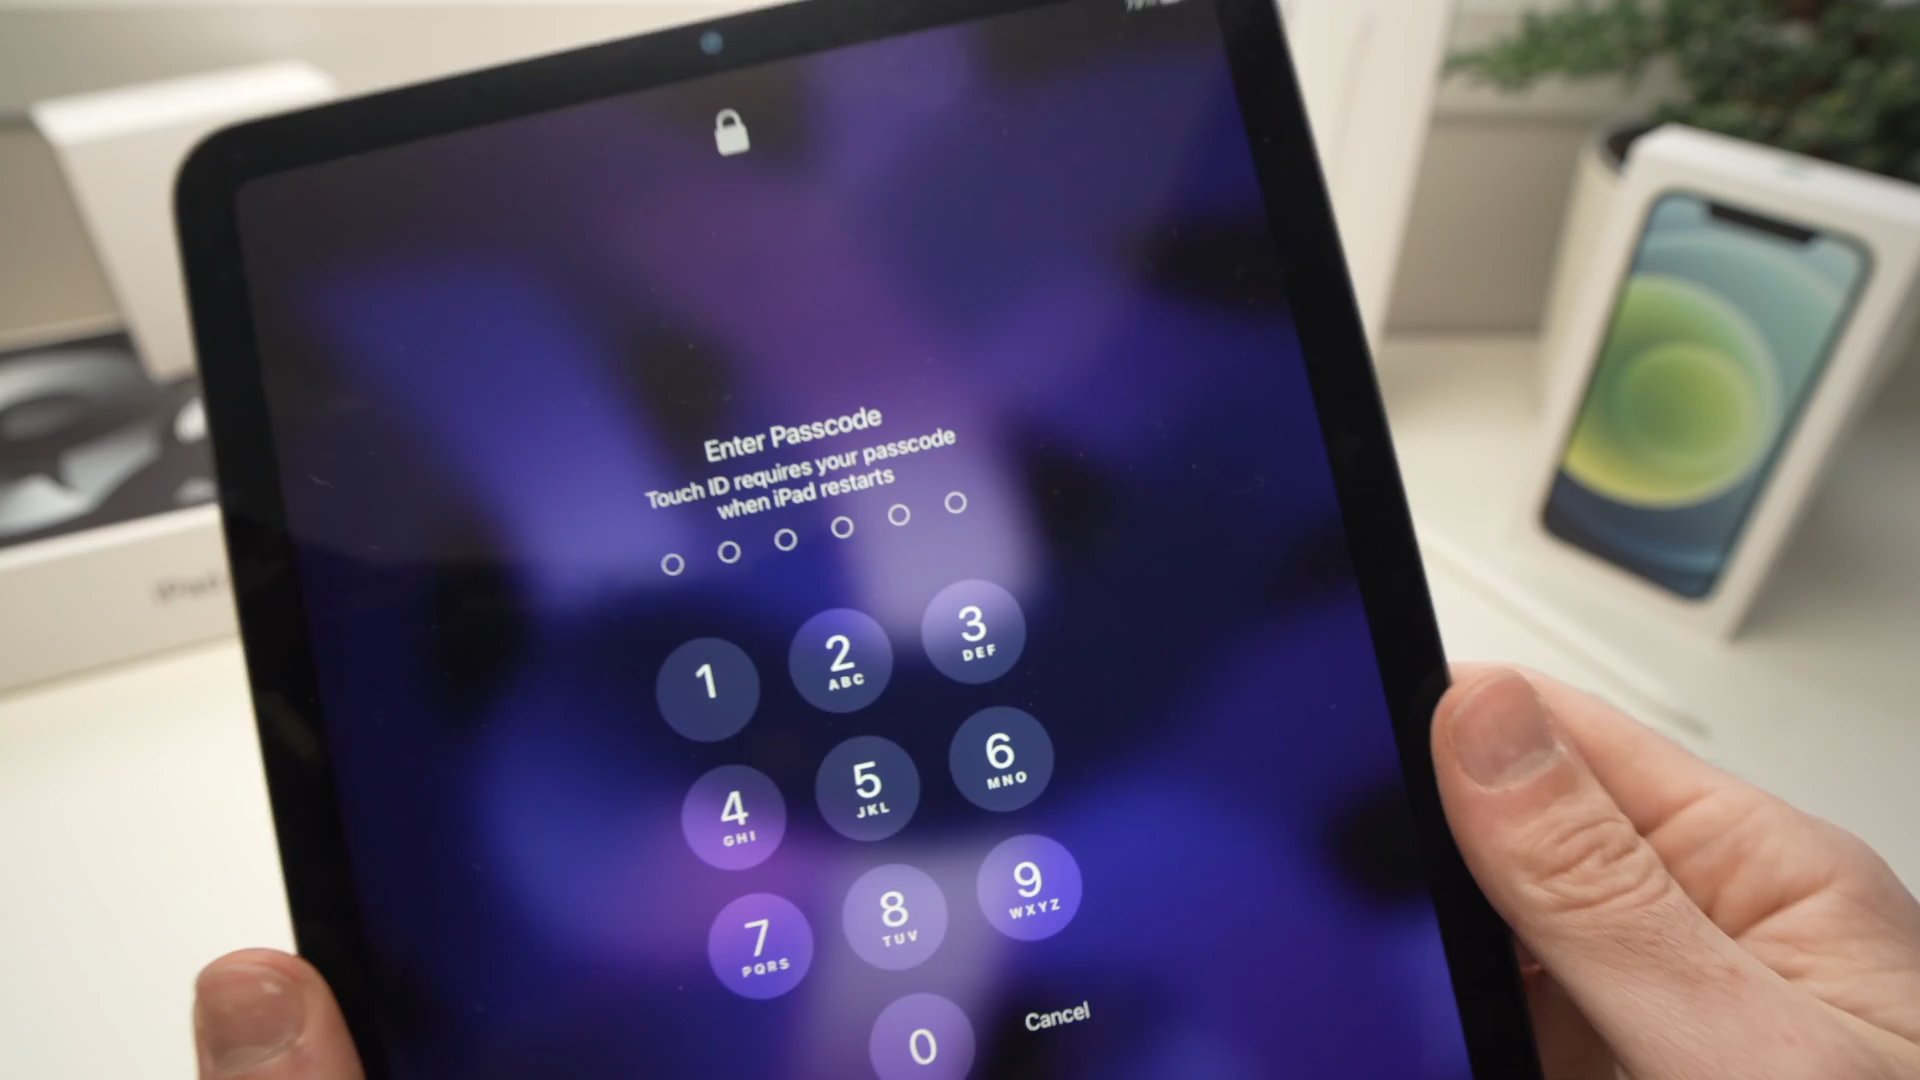 Enter Passcode
Touch ID requires your passcode
when iPad restarts
1
2
ABC
3
DEF
4
GHI
5
JKL
6
MNO
7
PQRS
8
TUV
9
WXYZ
0
Cancel
iPad